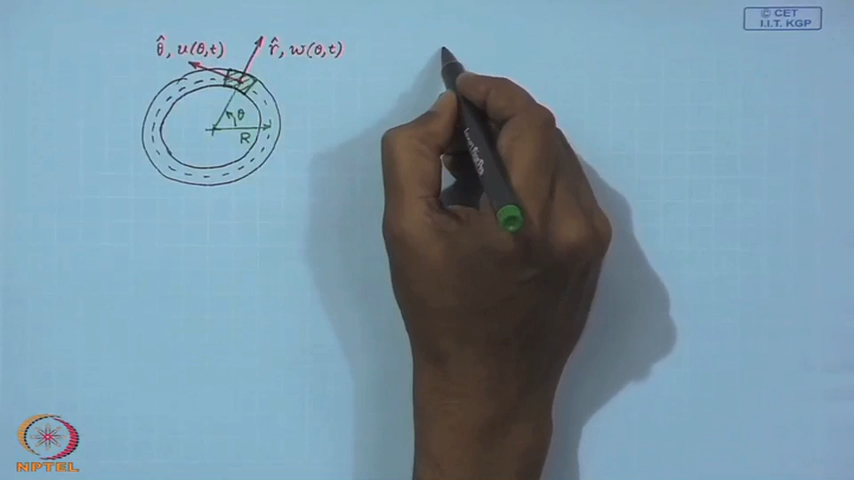 © CET
I.I.T. KGP
θ̂, u(θ,t)
r̂, w(θ,t)
θ
R
NPTEL